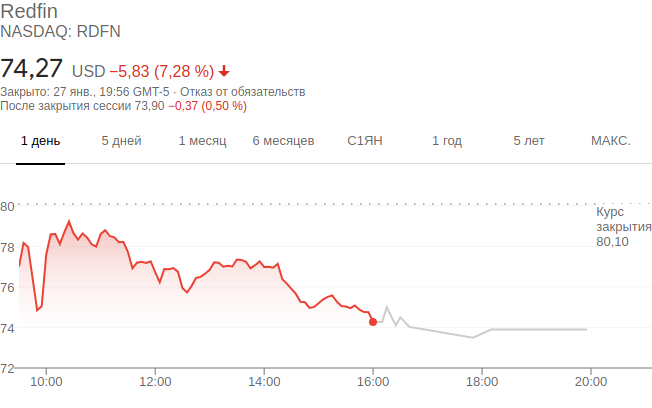 Redfin
NASDAQ: RDFN
74,27 USD −5,83 (7,28 %)
Закрыто: 27 янв., 19:56 GMT-5 · Отказ от обязательств
После закрытия сессии 73,90 −0,37 (0,50 %)
1 день 5 дней 1 месяц 6 месяцев С1ЯН 1 год 5 лет МАКС.
80
Курс
закрытия
80,10
78
76
74
72
10:00 12:00 14:00 16:00 18:00 20:00